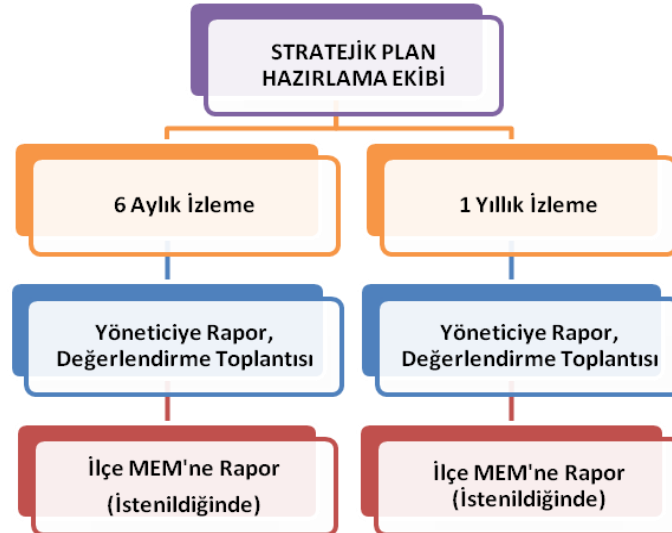 STRATEJİK PLAN
HAZIRLAMA EKİBİ
6 Aylık İzleme
1 Yıllık İzleme
Yöneticiye Rapor,
Değerlendirme Toplantısı
Yöneticiye Rapor,
Değerlendirme Toplantısı
İlçe MEM'ne Rapor
(İstenildiğinde)
İlçe MEM'ne Rapor
(İstenildiğinde)